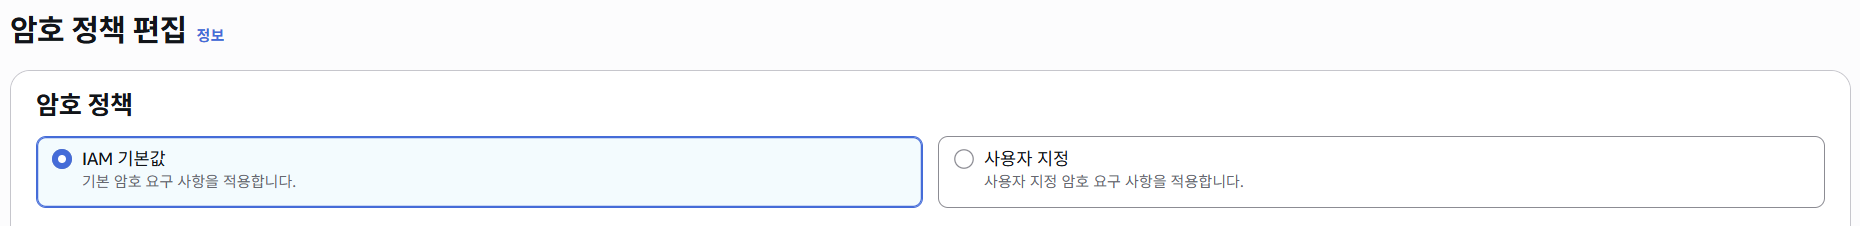 암호 정책 편집 정보
암호 정책
IAM 기본값
기본 암호 요구 사항을 적용합니다.
사용자 지정
사용자 지정 암호 요구 사항을 적용합니다.